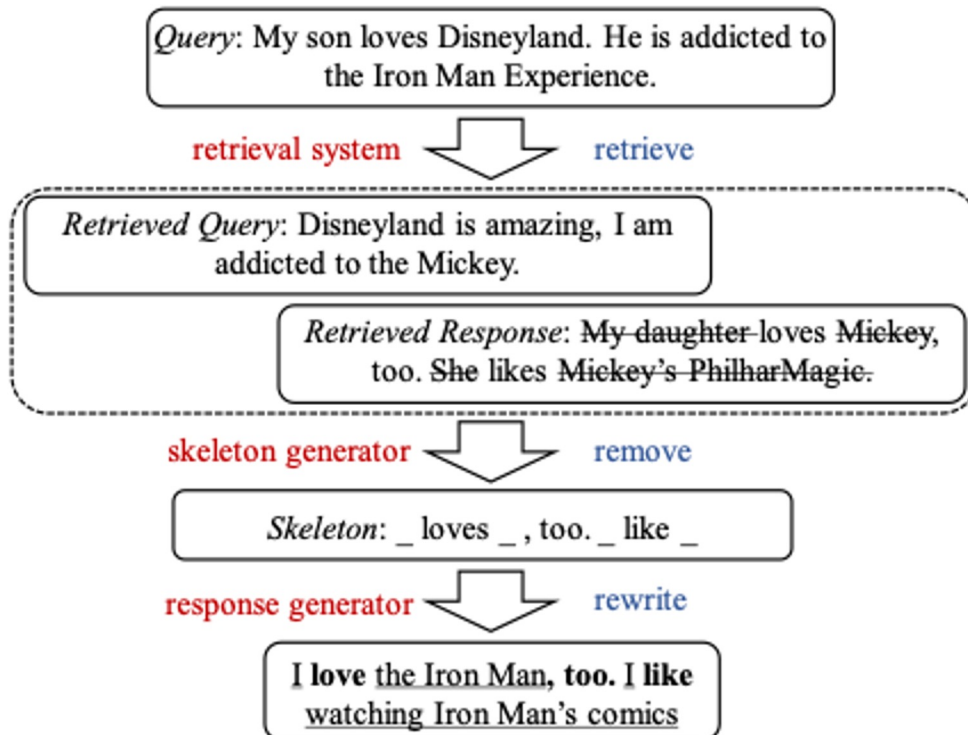 Query: My son loves Disneyland. He is addicted to
the Iron Man Experience.
retrieval system retrieve
Retrieved Query: Disneyland is amazing, I am
addicted to the Mickey.
Retrieved Response: My daughter loves Mickey,
too. She likes Mickey's PhilharMagic.
skeleton generator remove
Skeleton: _ loves _ , too. _ like _
response generator rewrite
I love the Iron Man, too. I like
watching Iron Man's comics